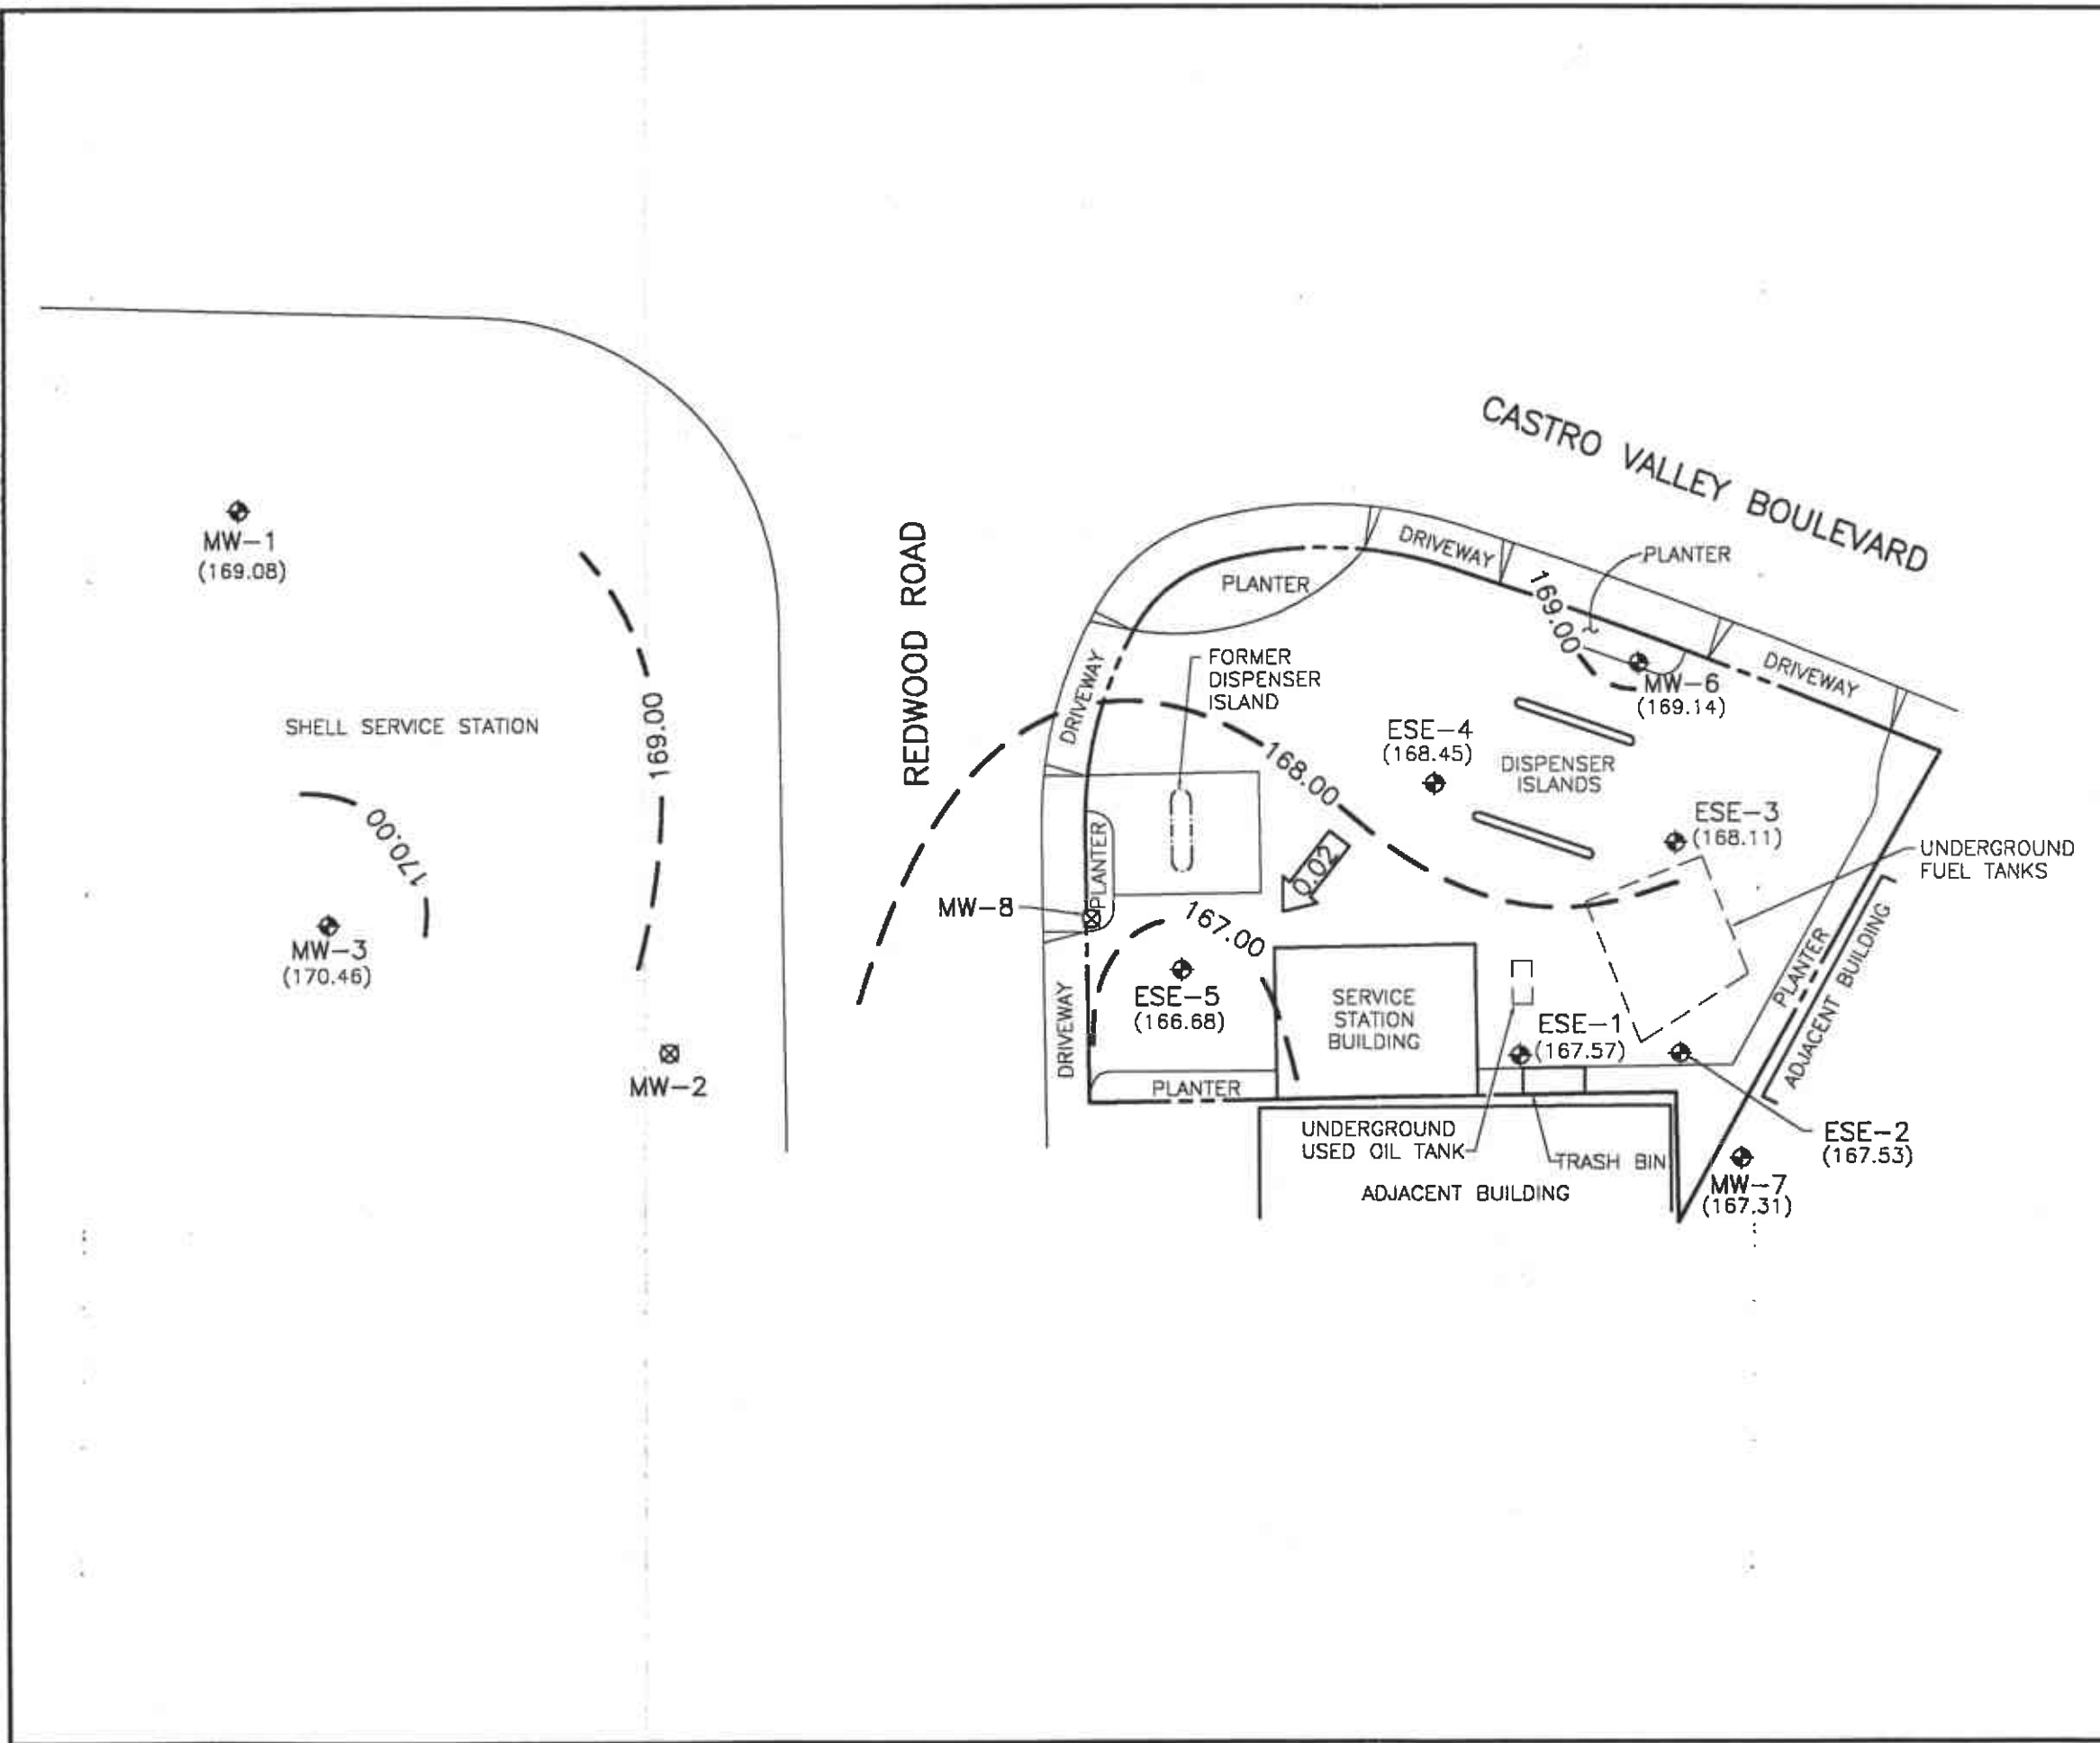 CASTRO VALLEY BOULEVARD
REDWOOD ROAD
MW-1
(169.08)
SHELL SERVICE STATION
169.00
170.00
MW-3
(170.46)
MW-2
DRIVEWAY
PLANTER
PLANTER
169.00
DRIVEWAY
MW-6
(169.14)
DRIVEWAY
FORMER
DISPENSER
ISLAND
168.00
ESE-4
(168.45)
DISPENSER
ISLANDS
ESE-3
(168.11)
UNDERGROUND
FUEL TANKS
PLANTER
0.02
MW-8
167.00
ESE-5
(166.68)
SERVICE
STATION
BUILDING
ESE-1
(167.57)
PLANTER
ADJACENT BUILDING
DRIVEWAY
PLANTER
UNDERGROUND
USED OIL TANK
TRASH BIN
ADJACENT BUILDING
ESE-2
(167.53)
MW-7
(167.31)